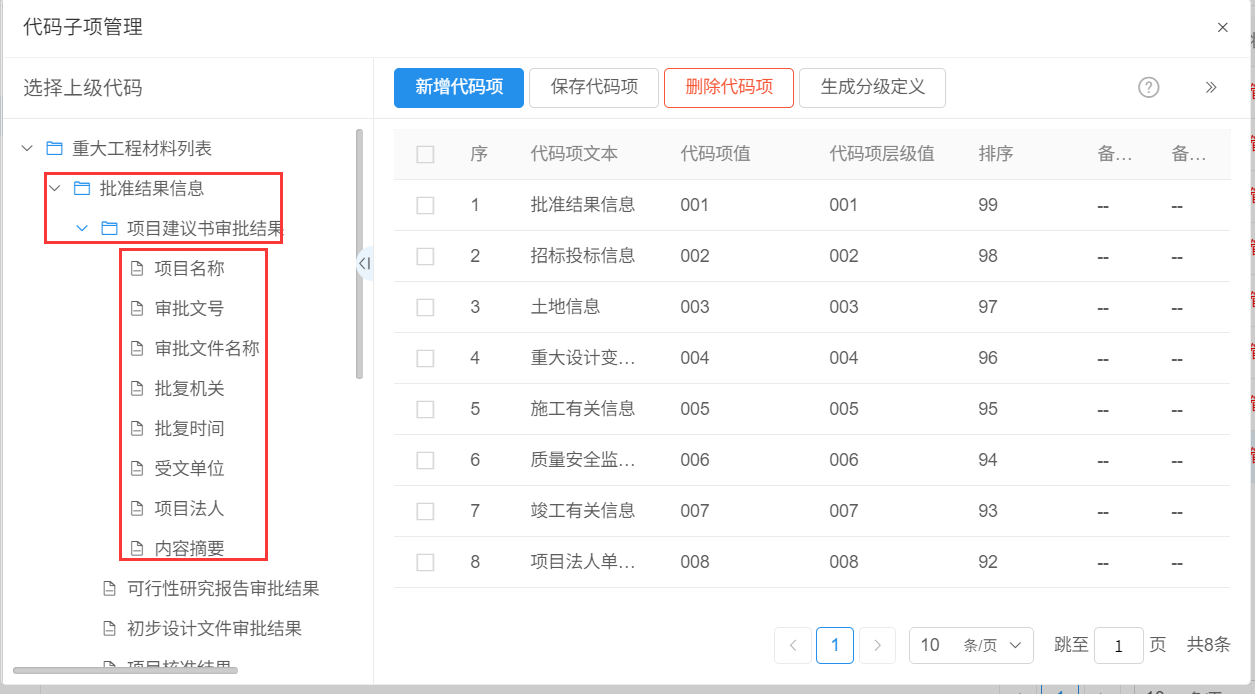 代码子项管理
选择上级代码
新增代码项 保存代码项 删除代码项 生成分级定义
重大工程材料列表
批准结果信息
项目建议书审批结果
项目名称
审批文号
审批文件名称
批复机关
批复时间
受文单位
项目法人
内容摘要
可行性研究报告审批结果
初步设计文件审批结果
项目核准结果
序 代码项文本 代码项值 代码项层级值 排序 备... 备...
1 批准结果信息 001 001 99 -- --
2 招标投标信息 002 002 98 -- --
3 土地信息 003 003 97 -- --
4 重大设计变... 004 004 96 -- --
5 施工有关信息 005 005 95 -- --
6 质量安全监... 006 006 94 -- --
7 竣工有关信息 007 007 93 -- --
8 项目法人单... 008 008 92 -- --
1 10 条/页 跳至 1 页 共8条